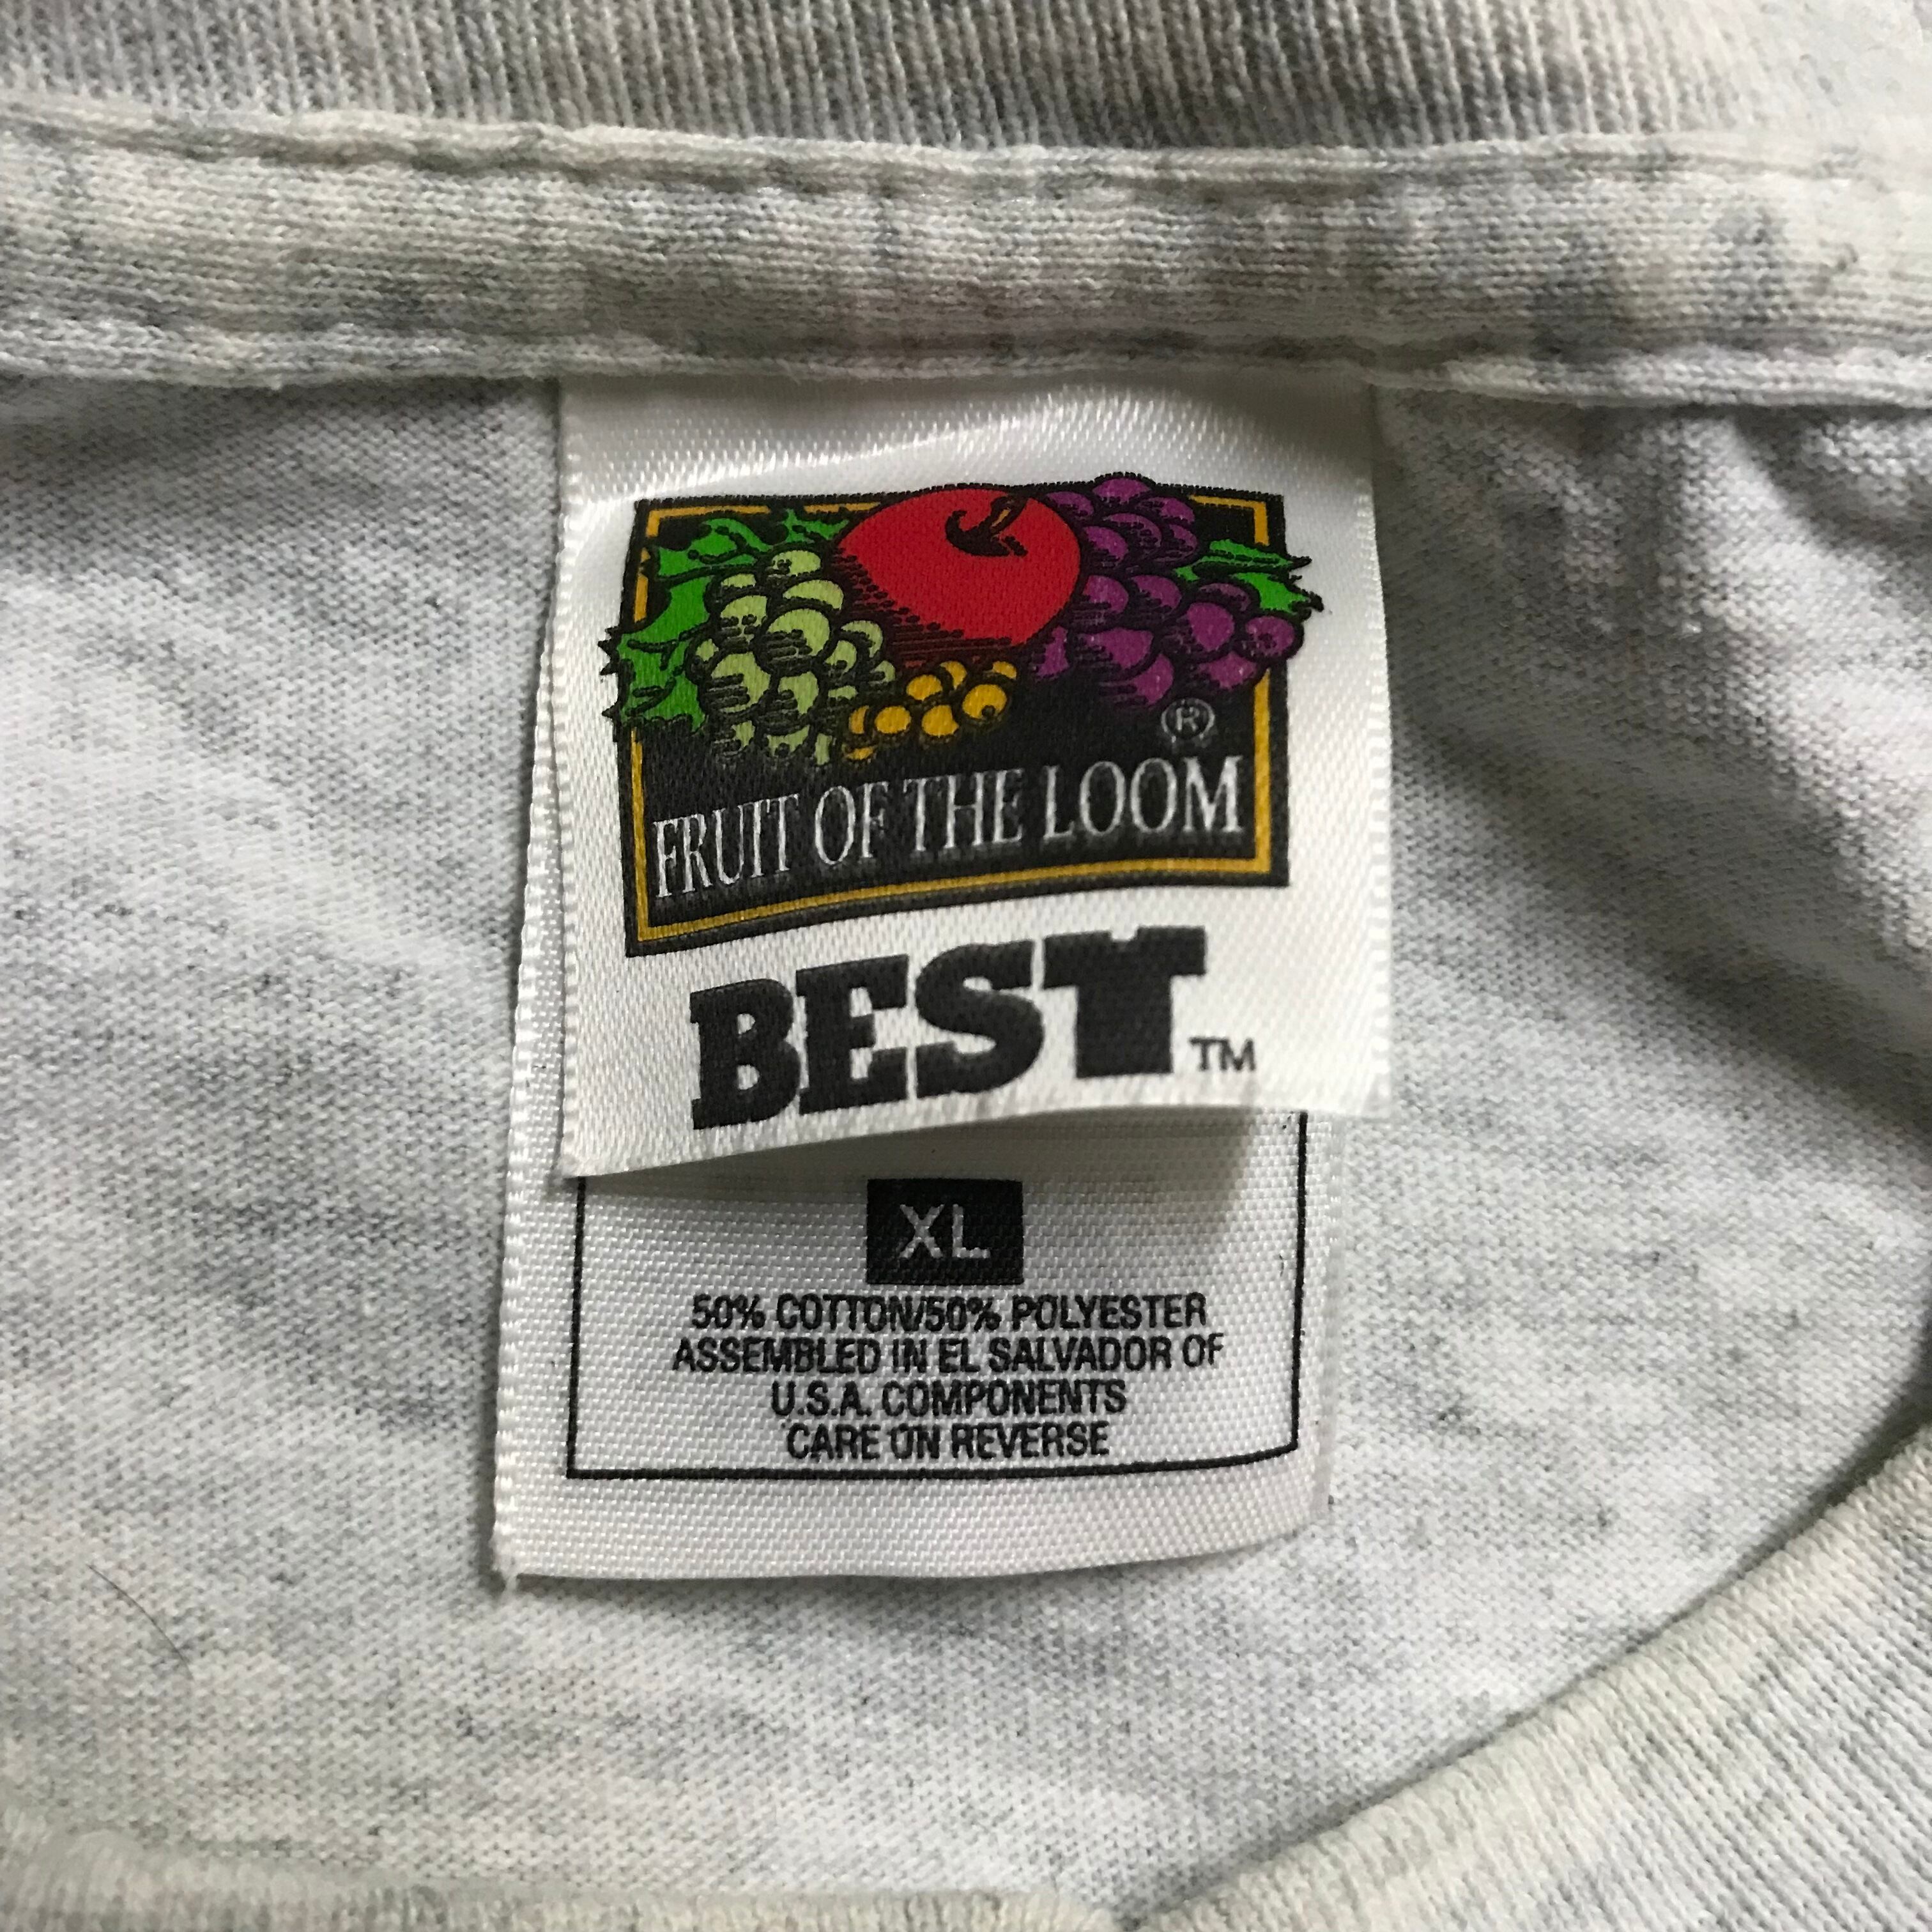 ®
FRUIT OF THE LOOM
BEST™
XL
50% COTTON/50% POLYESTER
ASSEMBLED IN EL SALVADOR OF
U.S.A. COMPONENTS
CARE ON REVERSE